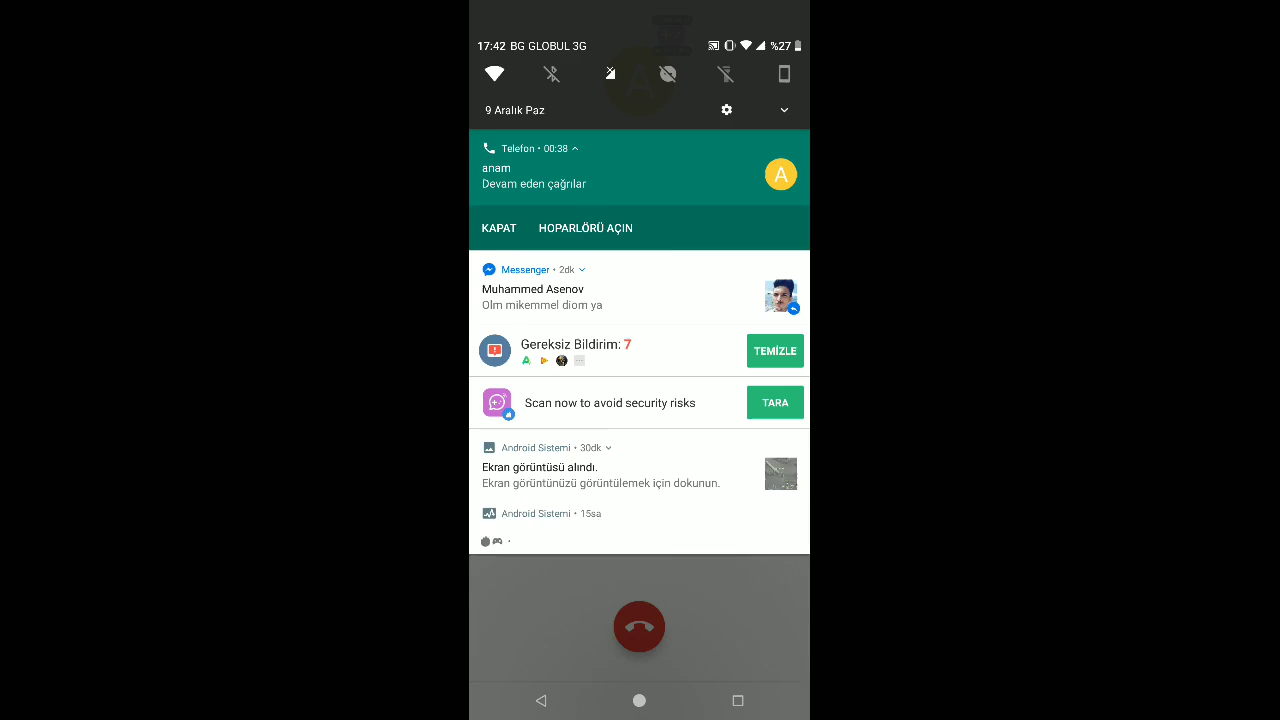 17:42 BG GLOBUL 3G %27
9 Aralık Paz
Telefon • 00:38
anam
Devam eden çağrılar
A
KAPAT HOPARLÖRÜ AÇIN
Messenger • 2dk
Muhammed Asenov
Olm mikemmel diom ya
Gereksiz Bildirim: 7
TEMİZLE
Scan now to avoid security risks
TARA
Android Sistemi • 30dk
Ekran görüntüsü alındı.
Ekran görüntünüzü görüntülemek için dokunun.
Android Sistemi • 15sa